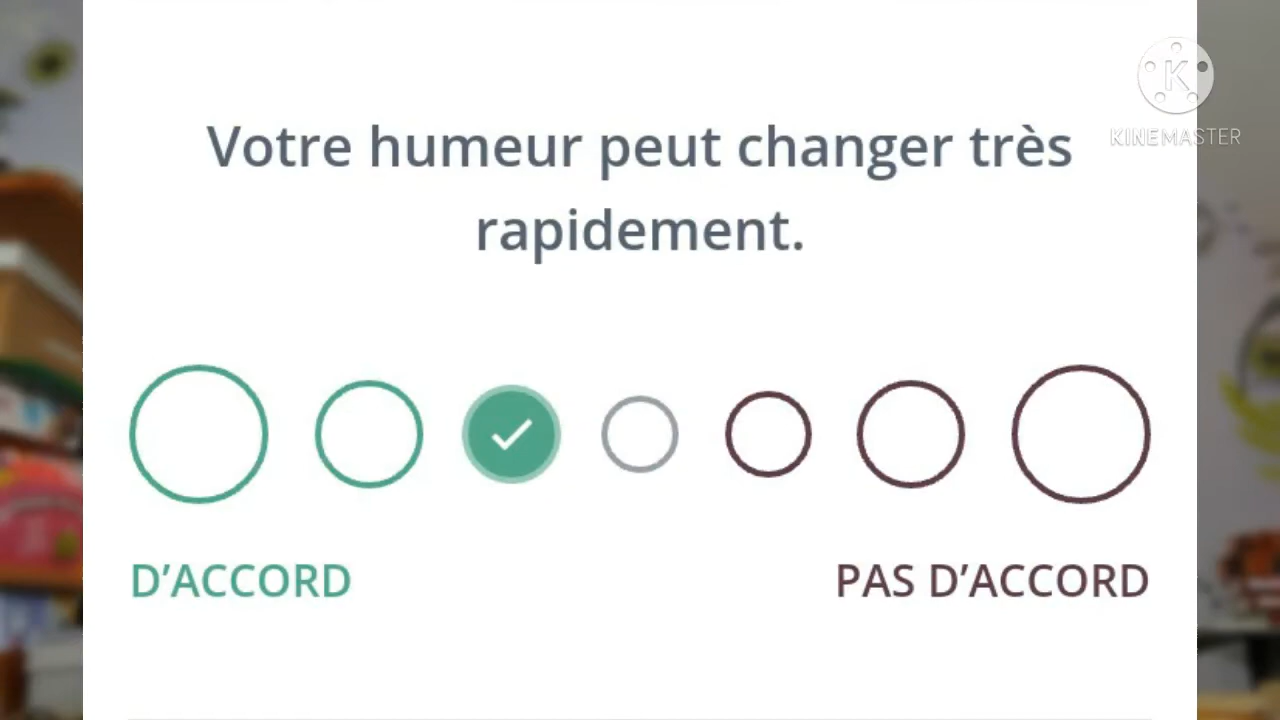 Votre humeur peut changer très
rapidement.
D'ACCORD
PAS D'ACCORD
K
KINEMASTER